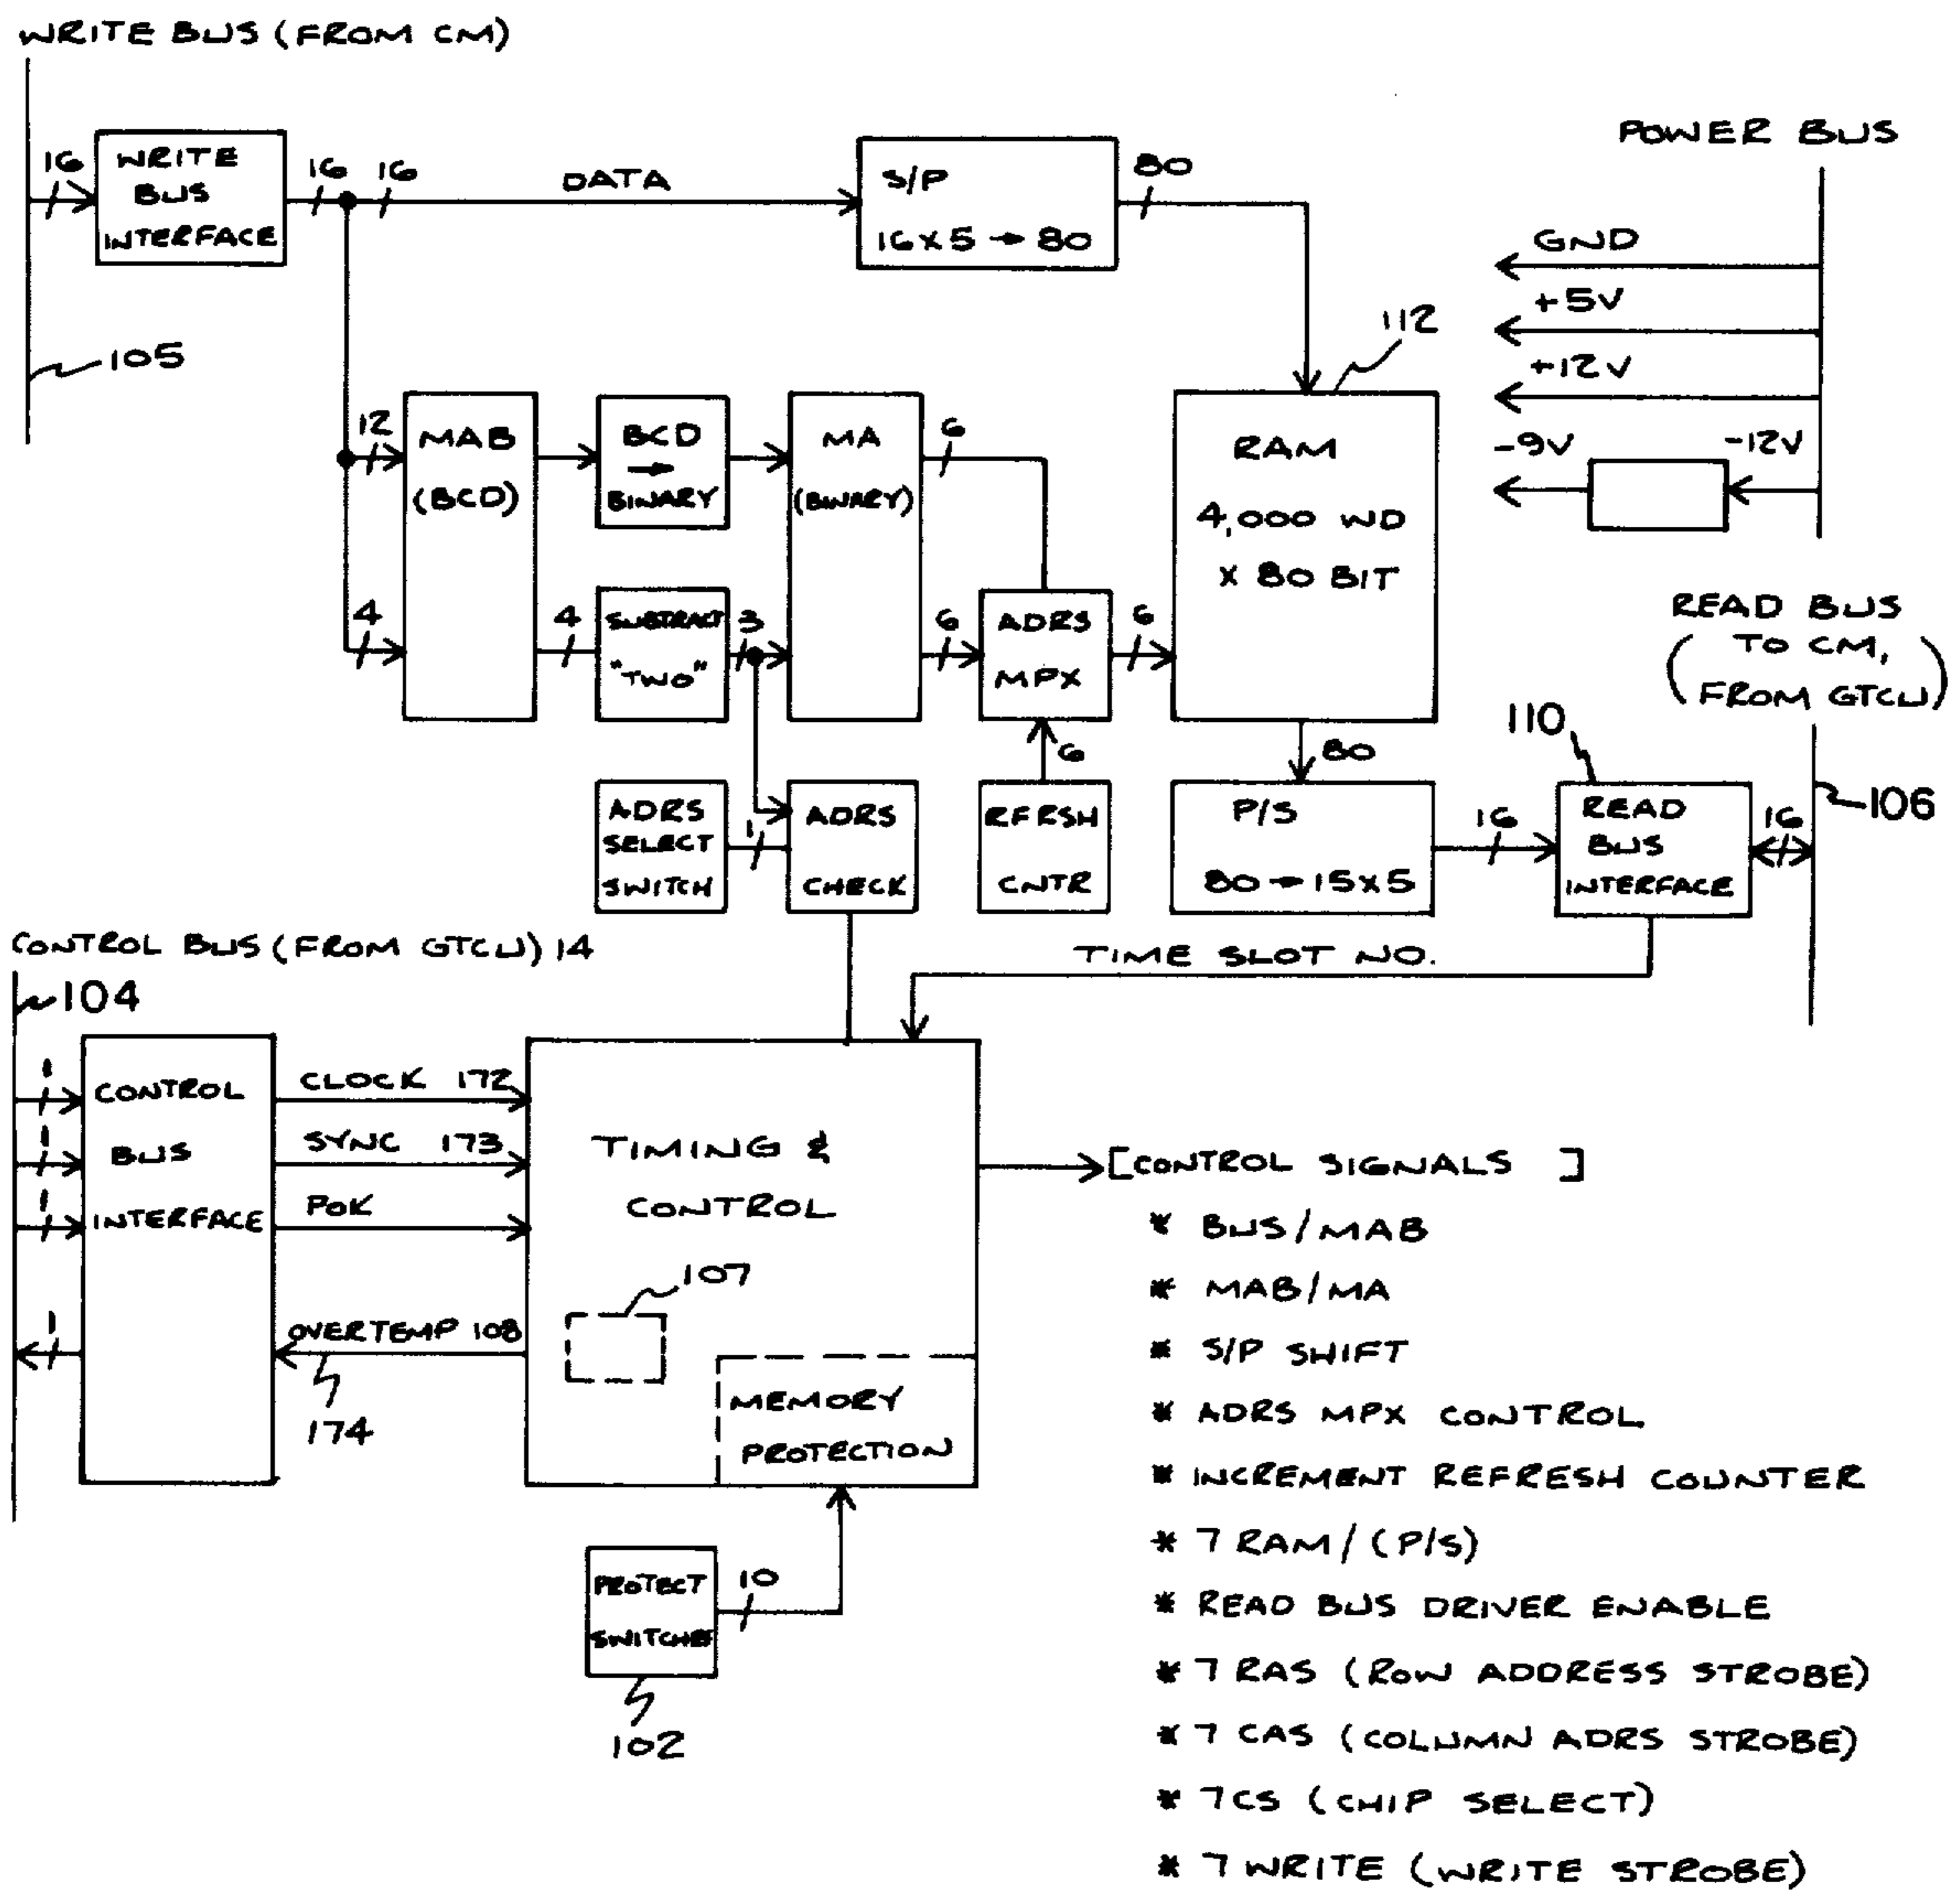 WRITE BUS (FROM CM)
16
WRITE
BUS
INTERFACE
16
16
DATA
S/P
16X5 → 80
80
POWER BUS
GND
+5V
+12V
-9V
-12V
105
112
12
4
MAB
(BCD)
BCD
→
BINARY
4
SUBTRACT
"TWO"
3
MA
(BINARY)
6
6
ADRS
MPX
6
6
RAM
4,000 WD
X 80 BIT
80
READ BUS
(TO CM,
FROM GTCU)
110
ADRS
SELECT
SWITCH
1
ADRS
CHECK
RFRSH
CNTR
P/S
80 → 15X5
16
READ
BUS
INTERFACE
16
106
TIME SLOT NO.
CONTROL BUS (FROM GTCU) 14
104
1
1
1
1
CONTROL
BUS
INTERFACE
CLOCK 172
SYNC 173
POK
OVERTEMP 108
174
TIMING &
CONTROL
107
MEMORY
PROTECTION
PROTECT
SWITCHES
10
102
[CONTROL SIGNALS ]
* BUS/MAB
* MAB/MA
* S/P SHIFT
* ADRS MPX CONTROL
* INCREMENT REFRESH COUNTER
* 7 RAM/(P/S)
* READ BUS DRIVER ENABLE
* 7 RAS (ROW ADDRESS STROBE)
* 7 CAS (COLUMN ADRS STROBE)
* 7CS (CHIP SELECT)
* 7 WRITE (WRITE STROBE)